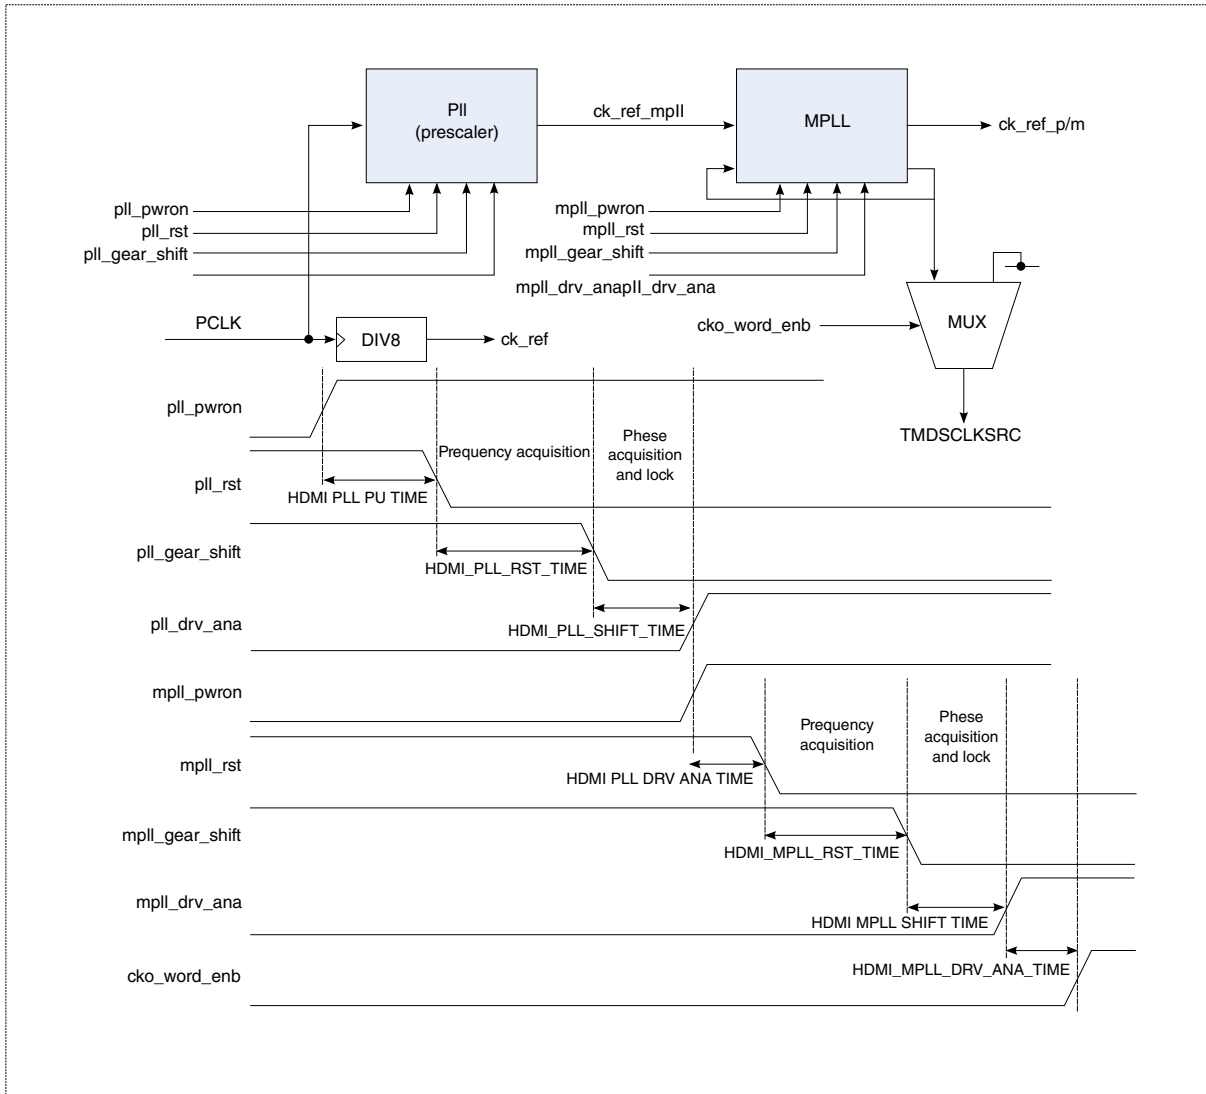 Pll
(prescaler)
ck_ref_mpll
MPLL
ck_ref_p/m
pll_pwron
pll_rst
pll_gear_shift
mpll_pwron
mpll_rst
mpll_gear_shift
mpll_drv_anapll_drv_ana
PCLK
DIV8
ck_ref
cko_word_enb
MUX
TMDSCLKSRC
pll_pwron
Prequency acquisition
Phese
acquisition
and lock
pll_rst
HDMI PLL PU TIME
pll_gear_shift
HDMI_PLL_RST_TIME
pll_drv_ana
HDMI_PLL_SHIFT_TIME
mpll_pwron
Prequency
acquisition
Phese
acquisition
and lock
mpll_rst
HDMI PLL DRV ANA TIME
mpll_gear_shift
HDMI_MPLL_RST_TIME
mpll_drv_ana
HDMI MPLL SHIFT TIME
cko_word_enb
HDMI_MPLL_DRV_ANA_TIME